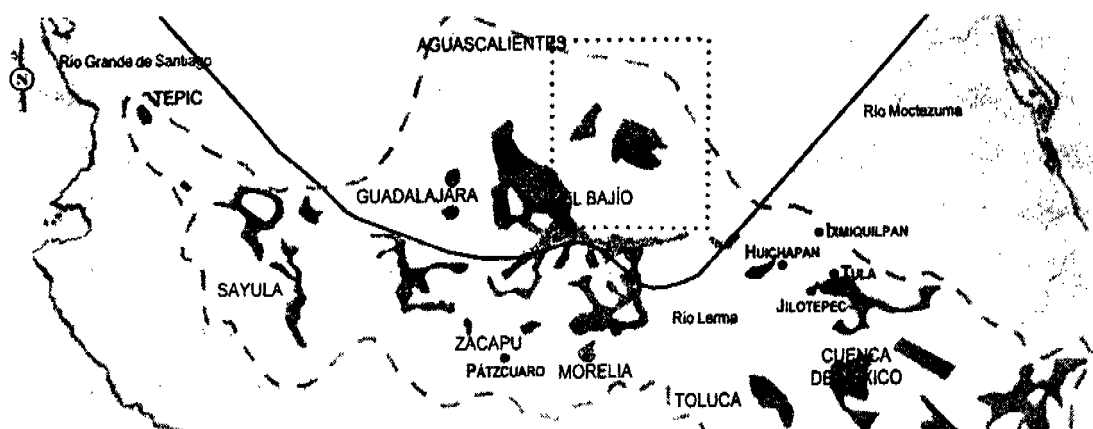 AGUASCALIENTES
Río Grande de Santiago
N
TEPIC
Río Moctezuma
GUADALAJARA
EL BAJÍO
IXMIQUILPAN
HUICHAPAN
TULA
SAYULA
JILOTEPEC
Río Lerma
ZACAPU
CUENCA
DE MÉXICO
PÁTZCUARO
MORELIA
TOLUCA